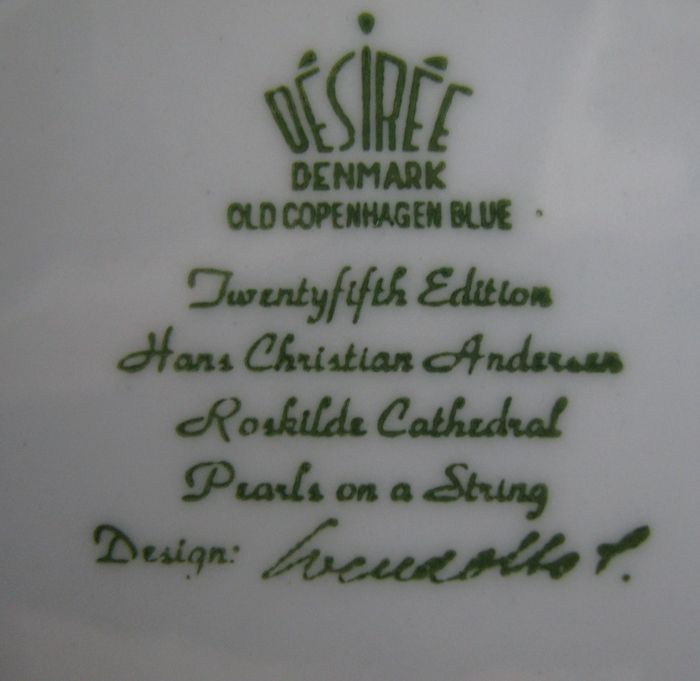 DÉSIRÉE
DENMARK
OLD COPENHAGEN BLUE
Twentyfifth Edition
Hans Christian Andersen
Roskilde Cathedral
Pearls on a String
Design: